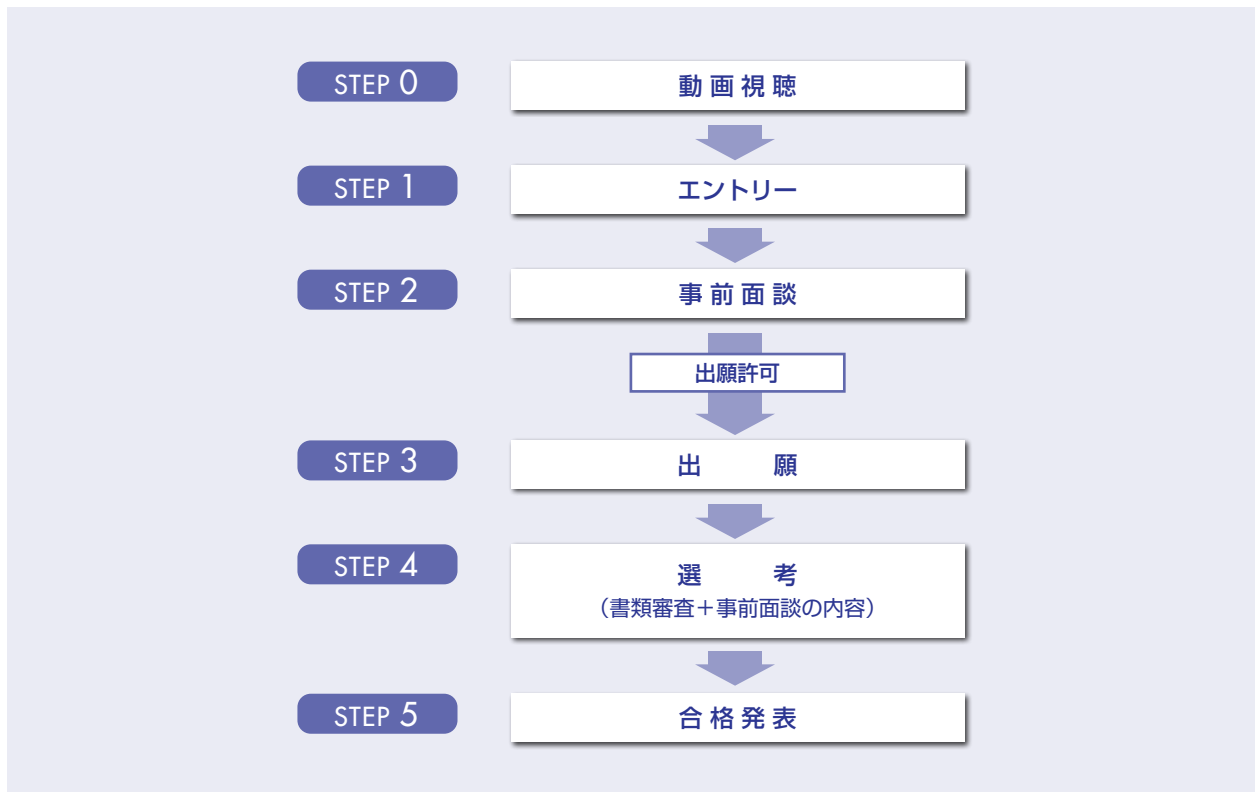 STEP 0
動画視聴
STEP 1
エントリー
STEP 2
事前面談
出願許可
STEP 3
出 願
STEP 4
選 考
（書類審査＋事前面談の内容）
STEP 5
合格発表